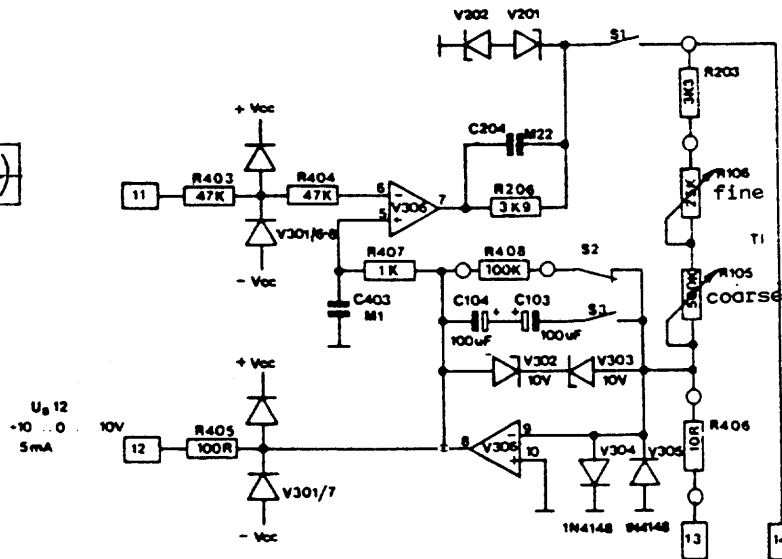 V202 V201
S1
R203
3K3
+ Vcc
C204 M22
R403 R404
11 47K 47K
6 -
V306 7
5 +
R206
3K9
R106
fine
V301/6-8
T1
R407 R408 S2
1K 100K
- Vcc
C403
M1
C104 + + C103 S3
100uF 100uF
R105
coarse
V302 V303
10V 10V
+ Vcc
U₈ 12
-10 ..0 10V
5mA
R405
12 100R
8 V306 9 -
10 +
V304 V305
R406
10R
V301/7
1N4148 1N4148
- Vcc
13